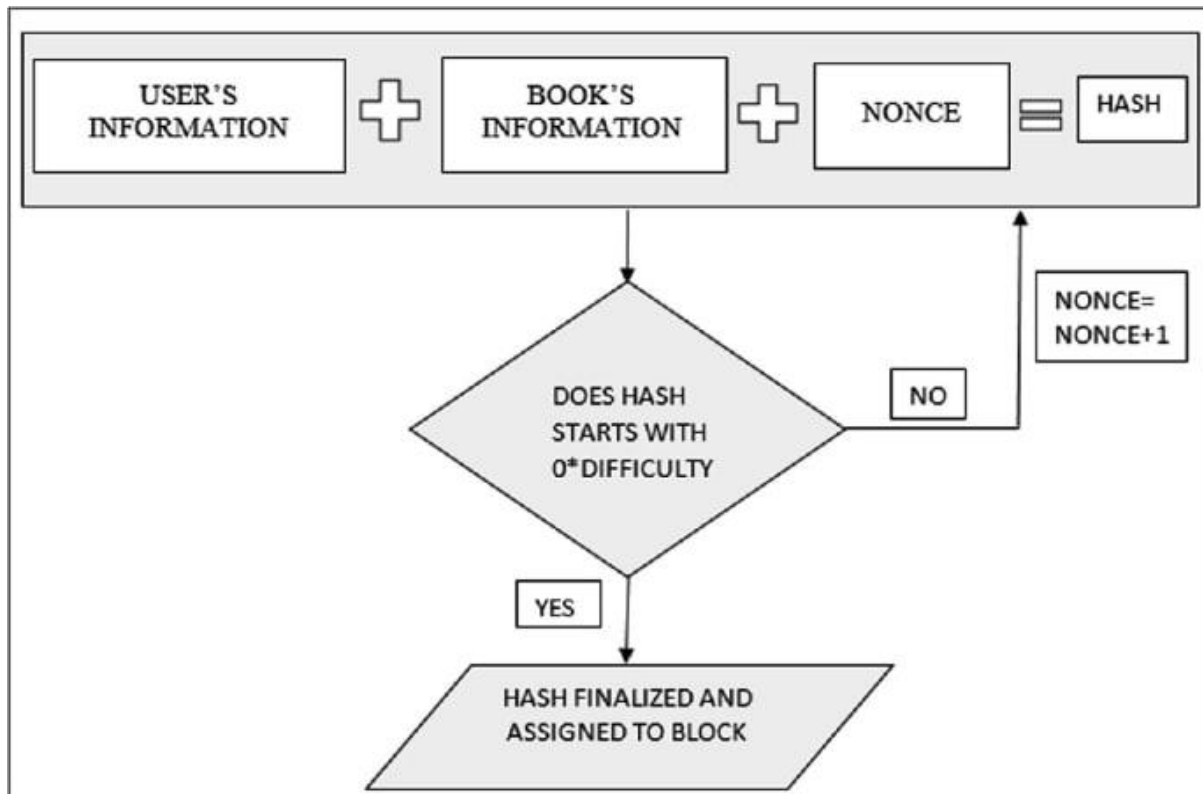 USER'S
INFORMATION
BOOK'S
INFORMATION
NONCE
HASH
NONCE=
NONCE+1
DOES HASH
STARTS WITH
0*DIFFICULTY
NO
YES
HASH FINALIZED AND
ASSIGNED TO BLOCK